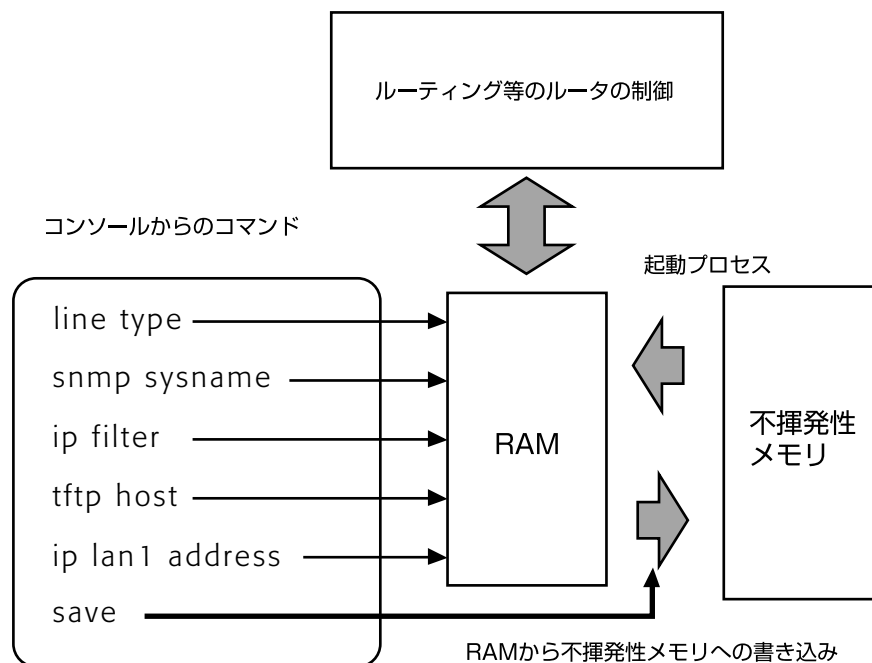 ルーティング等のルータの制御
コンソールからのコマンド
起動プロセス
line type
snmp sysname
ip filter
tftp host
ip lan1 address
save
RAM
不揮発性
メモリ
RAMから不揮発性メモリへの書き込み